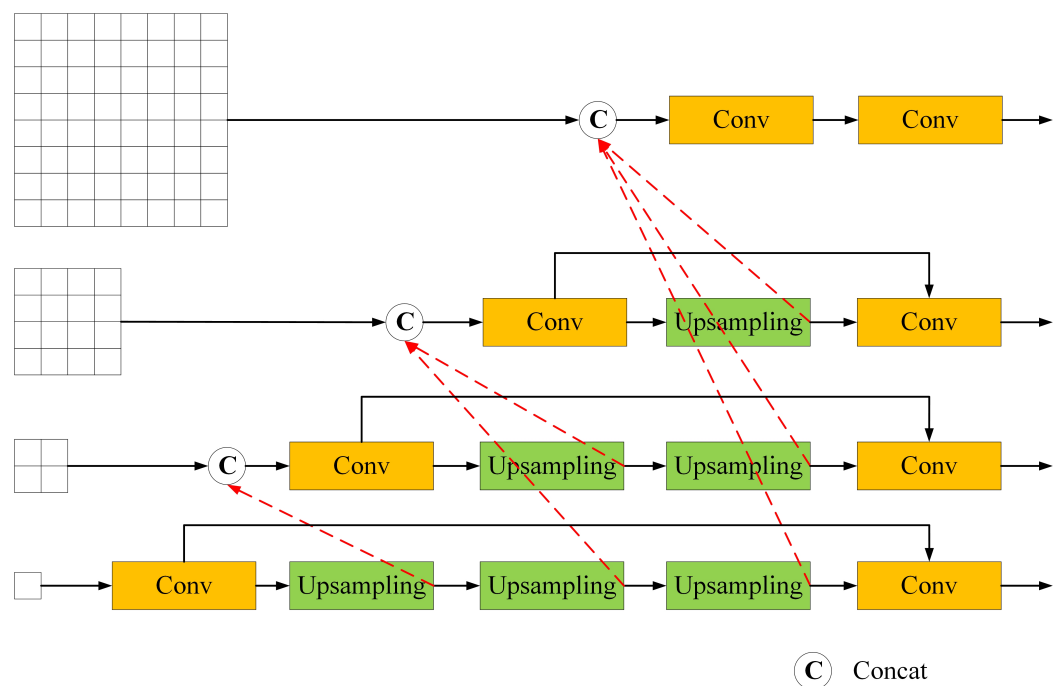 C Conv Conv
C Conv Upsampling Conv
C Conv Upsampling Upsampling Conv
Conv Upsampling Upsampling Upsampling Conv
C Concat